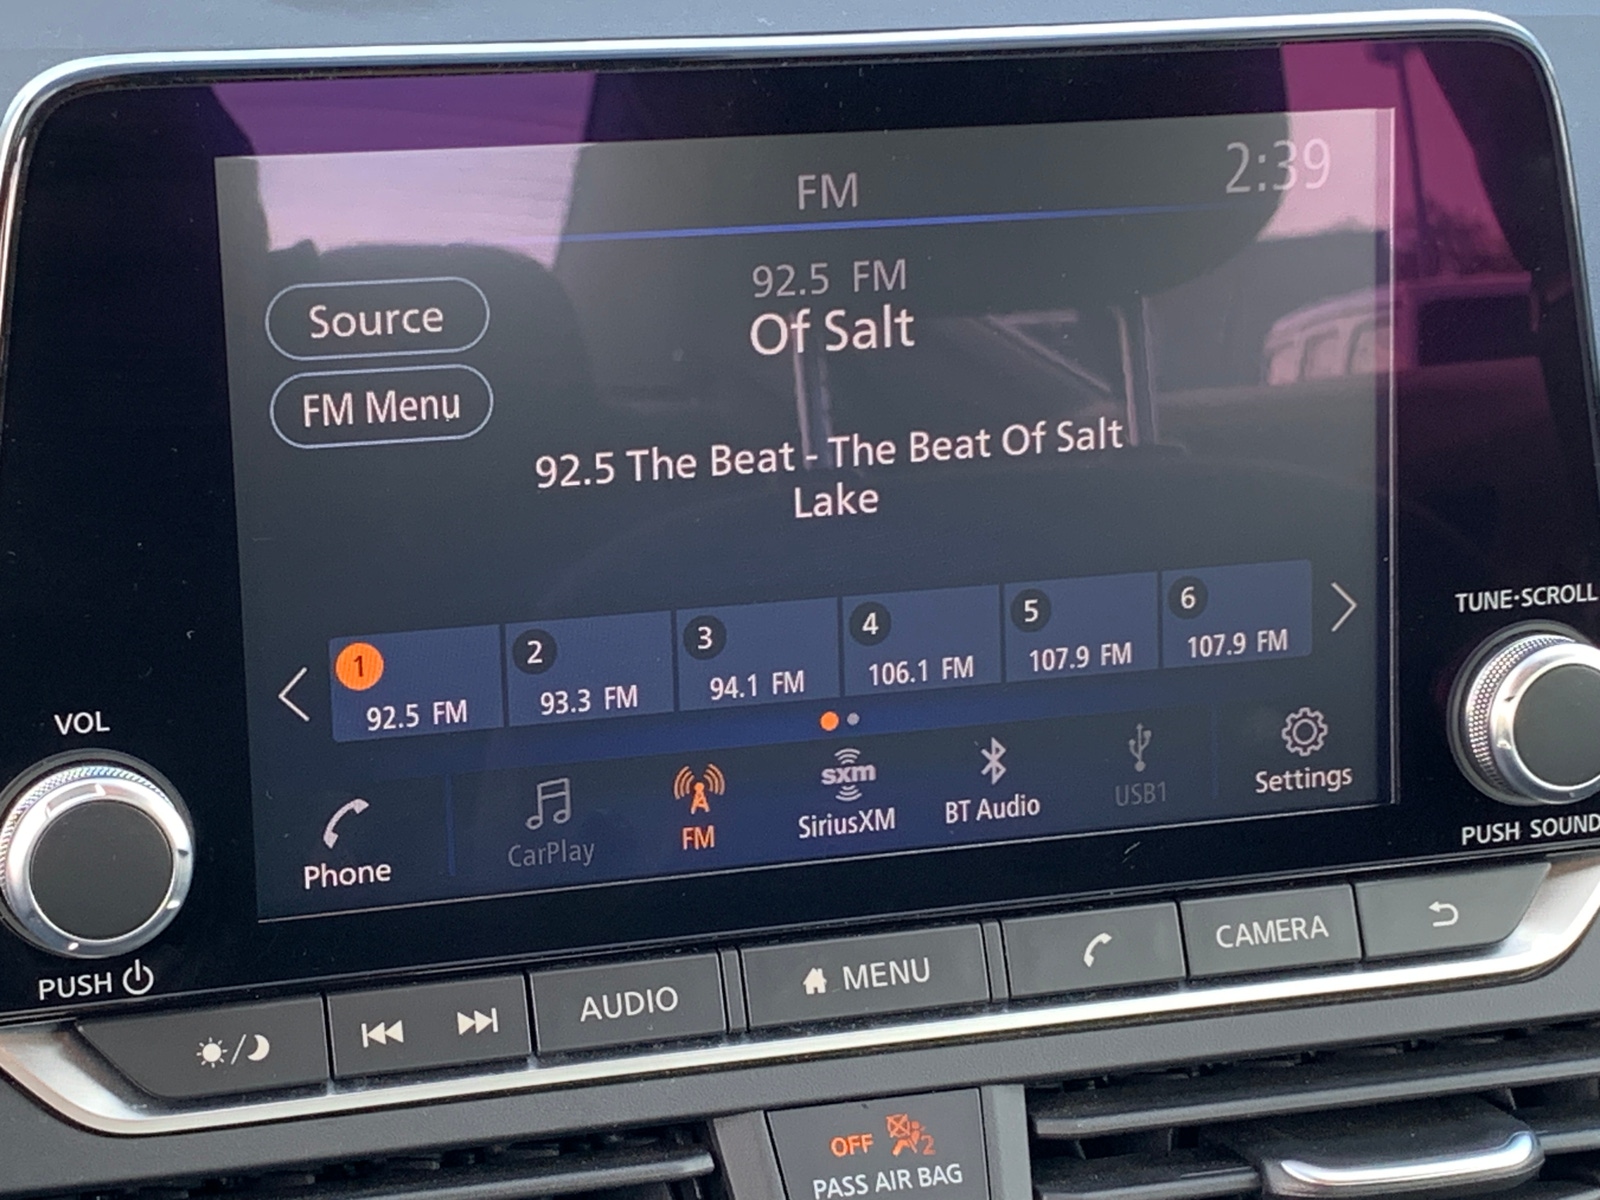 FM
2:39
92.5 FM
Of Salt
Source
FM Menu
92.5 The Beat - The Beat Of Salt
Lake
1
92.5 FM
2
93.3 FM
3
94.1 FM
4
106.1 FM
5
107.9 FM
6
107.9 FM
Phone
CarPlay
FM
sxm
SiriusXM
BT Audio
USB1
Settings
VOL
PUSH
TUNE·SCROLL
PUSH SOUND
AUDIO
MENU
CAMERA
OFF
2
PASS AIR BAG